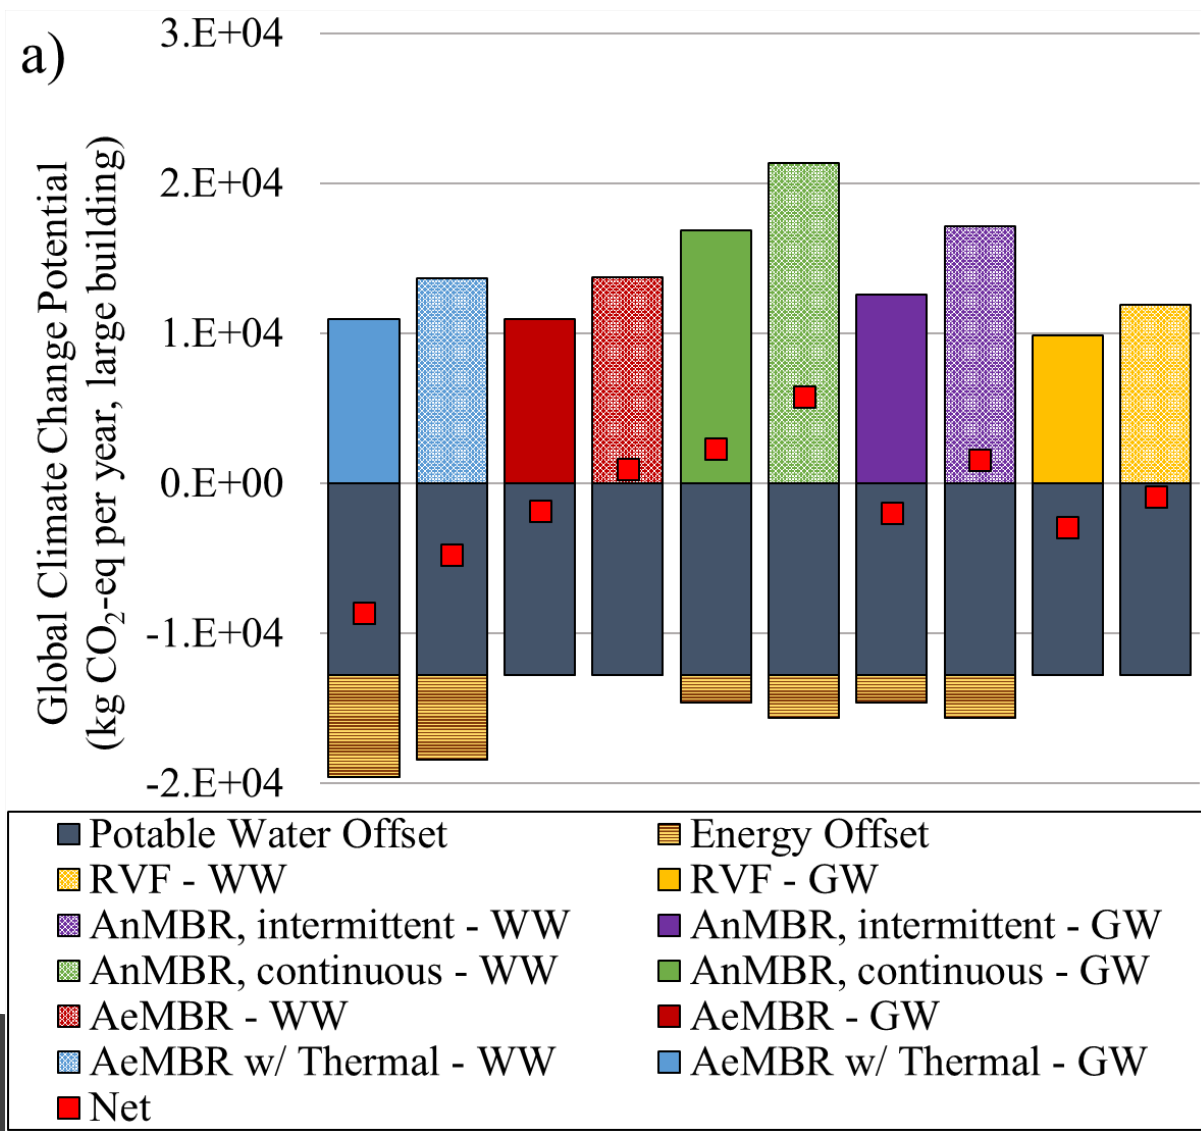 a)
Global Climate Change Potential
(kg CO₂-eq per year, large building)
3.E+04
2.E+04
1.E+04
0.E+00
-1.E+04
-2.E+04
Potable Water Offset
Energy Offset
RVF - WW
RVF - GW
AnMBR, intermittent - WW
AnMBR, intermittent - GW
AnMBR, continuous - WW
AnMBR, continuous - GW
AeMBR - WW
AeMBR - GW
AeMBR w/ Thermal - WW
AeMBR w/ Thermal - GW
Net